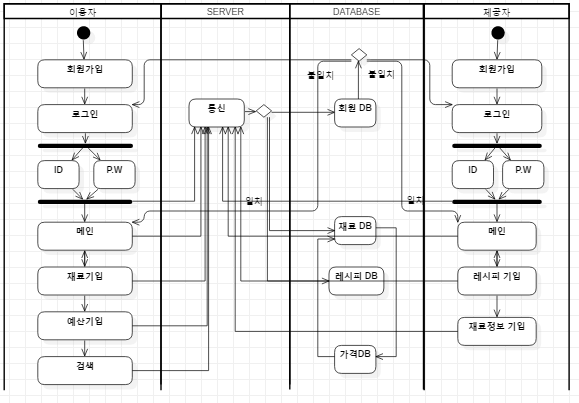 이용자
SERVER
DATABASE
제공자
회원가입
회원가입
불일치
불일치
로그인
통신
회원 DB
로그인
ID
P.W
ID
P.W
일치
일치
메인
재료 DB
메인
재료기입
레시피 DB
레시피 기입
예산기입
재료정보 기입
가격DB
검색